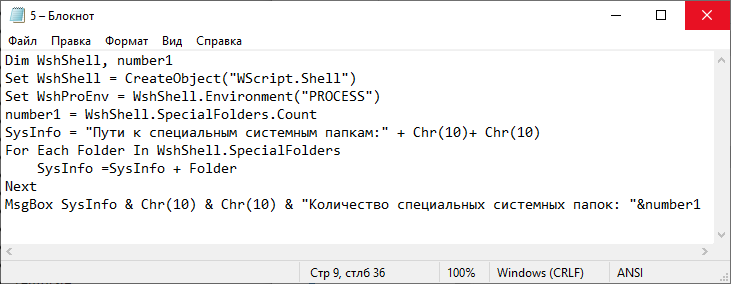 5 – Блокнот
Файл Правка Формат Вид Справка
Dim WshShell, number1
Set WshShell = CreateObject("WScript.Shell")
Set WshProEnv = WshShell.Environment("PROCESS")
number1 = WshShell.SpecialFolders.Count
SysInfo = "Пути к специальным системным папкам:" + Chr(10)+ Chr(10)
For Each Folder In WshShell.SpecialFolders
    SysInfo =SysInfo + Folder
Next
MsgBox SysInfo & Chr(10) & Chr(10) & "Количество специальных системных папок: "&number1
Стр 9, стлб 36 100% Windows (CRLF) ANSI